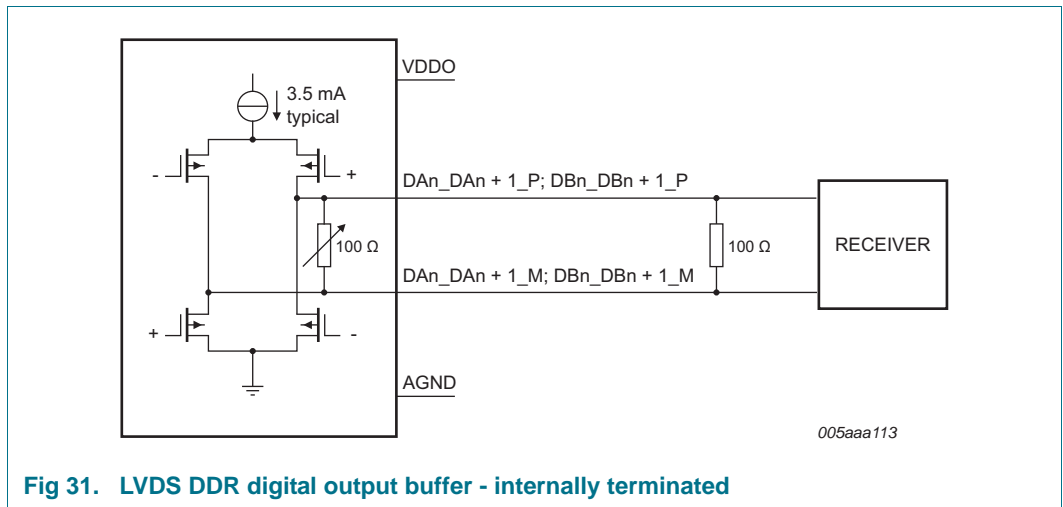 VDDO
3.5 mA
typical
-
+
DAn_DAn + 1_P; DBn_DBn + 1_P
100 Ω
100 Ω
RECEIVER
DAn_DAn + 1_M; DBn_DBn + 1_M
+
-
AGND
005aaa113
Fig 31. LVDS DDR digital output buffer - internally terminated